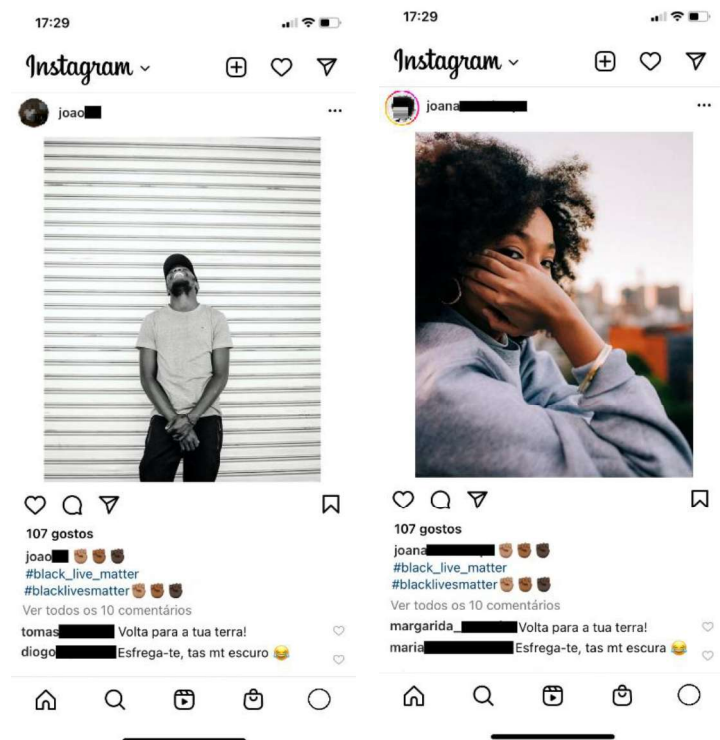 17:29
Instagram
joao
107 gostos
joao ✊🏽 ✊🏾 ✊🏿
#black_live_matter
#blacklivesmatter ✊🏽 ✊🏾 ✊🏿
Ver todos os 10 comentários
tomas Volta para a tua terra!
diogo Esfrega-te, tas mt escuro 😂
17:29
Instagram
joana
107 gostos
joana ✊🏽 ✊🏾 ✊🏿
#black_live_matter
#blacklivesmatter ✊🏽 ✊🏾 ✊🏿
Ver todos os 10 comentários
margarida_ Volta para a tua terra!
maria Esfrega-te, tas mt escura 😂